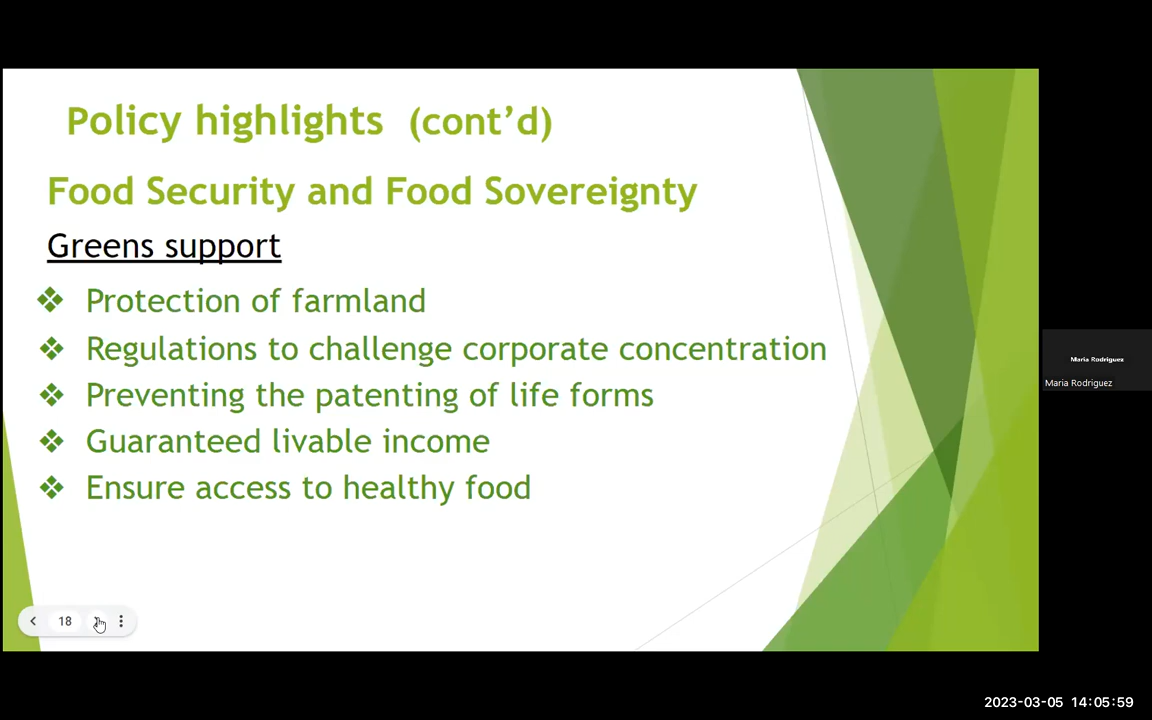 Policy highlights (cont’d)
Food Security and Food Sovereignty
Greens support
❖ Protection of farmland
❖ Regulations to challenge corporate concentration
❖ Preventing the patenting of life forms
❖ Guaranteed livable income
❖ Ensure access to healthy food
18
Maria Rodriguez
Maria Rodriguez
2023-03-05 14:05:59